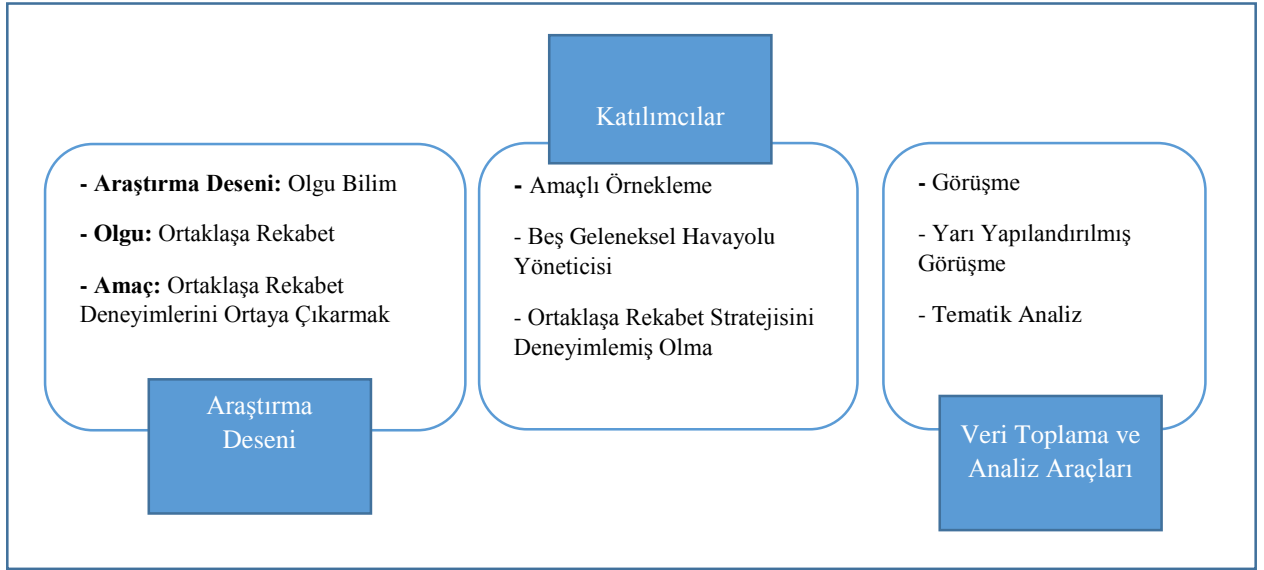 - Araştırma Deseni: Olgu Bilim
- Olgu: Ortaklaşa Rekabet
- Amaç: Ortaklaşa Rekabet
Deneyimlerini Ortaya Çıkarmak
Araştırma
Deseni
Katılımcılar
- Amaçlı Örnekleme
- Beş Geleneksel Havayolu
Yöneticisi
- Ortaklaşa Rekabet Stratejisini
Deneyimlemiş Olma
- Görüşme
- Yarı Yapılandırılmış
Görüşme
- Tematik Analiz
Veri Toplama ve
Analiz Araçları